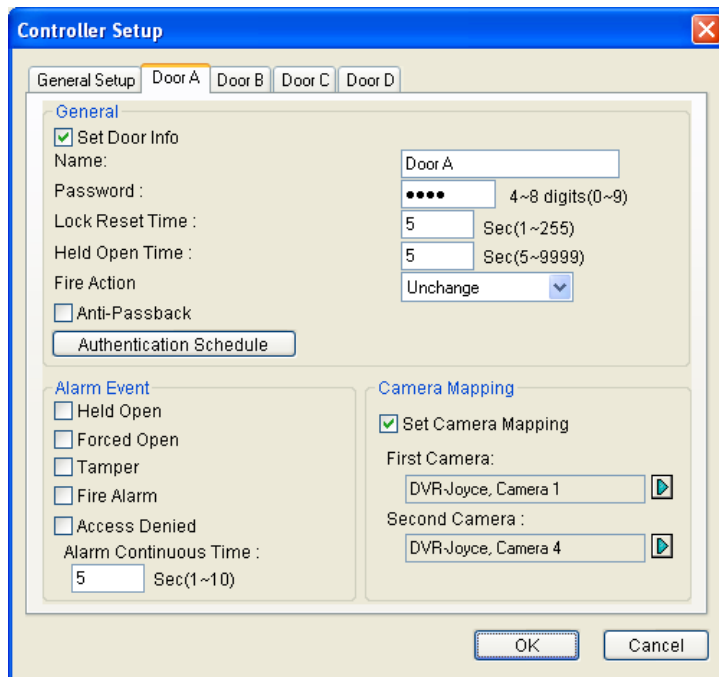 Controller Setup
General Setup Door A Door B Door C Door D
General
Set Door Info
Name: Door A
Password : •••• 4~8 digits(0~9)
Lock Reset Time : 5 Sec(1~255)
Held Open Time : 5 Sec(5~9999)
Fire Action Unchange
Anti-Passback
Authentication Schedule
Alarm Event
Held Open
Forced Open
Tamper
Fire Alarm
Access Denied
Alarm Continuous Time :
5 Sec(1~10)
Camera Mapping
Set Camera Mapping
First Camera:
DVR-Joyce, Camera 1
Second Camera :
DVR-Joyce, Camera 4
OK Cancel